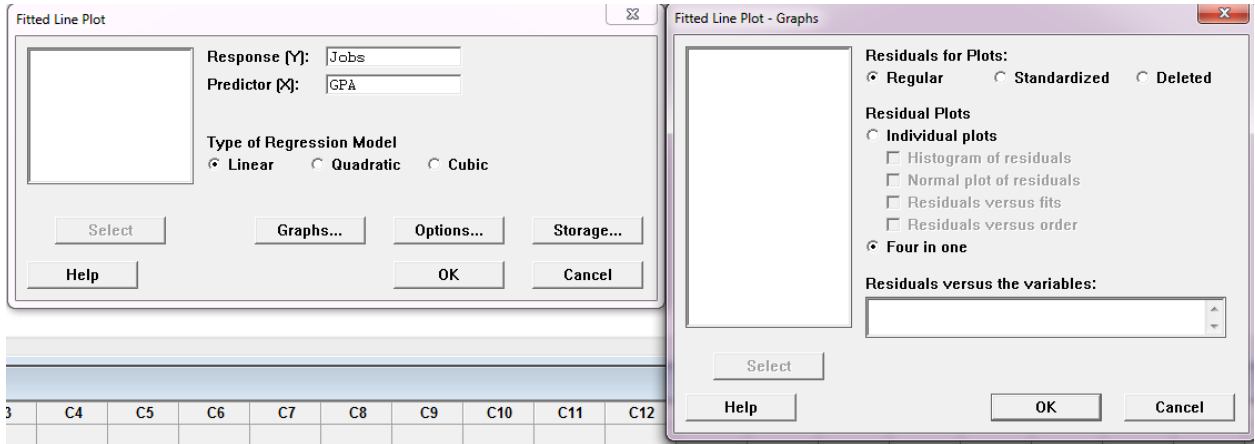 Fitted Line Plot
Response (Y): Jobs
Predictor (X): GPA
Type of Regression Model
Linear Quadratic Cubic
Select Graphs... Options... Storage...
Help OK Cancel
Fitted Line Plot - Graphs
Residuals for Plots:
Regular Standardized Deleted
Residual Plots
Individual plots
Histogram of residuals
Normal plot of residuals
Residuals versus fits
Residuals versus order
Four in one
Residuals versus the variables:
Select
Help OK Cancel
3 C4 C5 C6 C7 C8 C9 C10 C11 C12